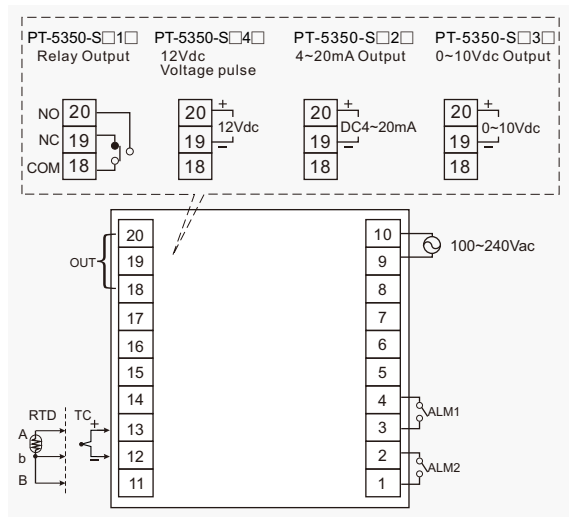 PT-5350-S□1□ PT-5350-S□4□ PT-5350-S□2□ PT-5350-S□3□
Relay Output 12Vdc 4~20mA Output 0~10Vdc Output
Voltage pulse
NO 20 20 + 20 + 20 +
12Vdc DC4~20mA 0~10Vdc
NC 19 19 − 19 − 19 −
COM 18 18 18 18
20 10
100~240Vac
OUT 19 9
18 8
17 7
16 6
15 5
14 4
ALM1
RTD TC
A + 13 3
b − 12 2
ALM2
B 11 1